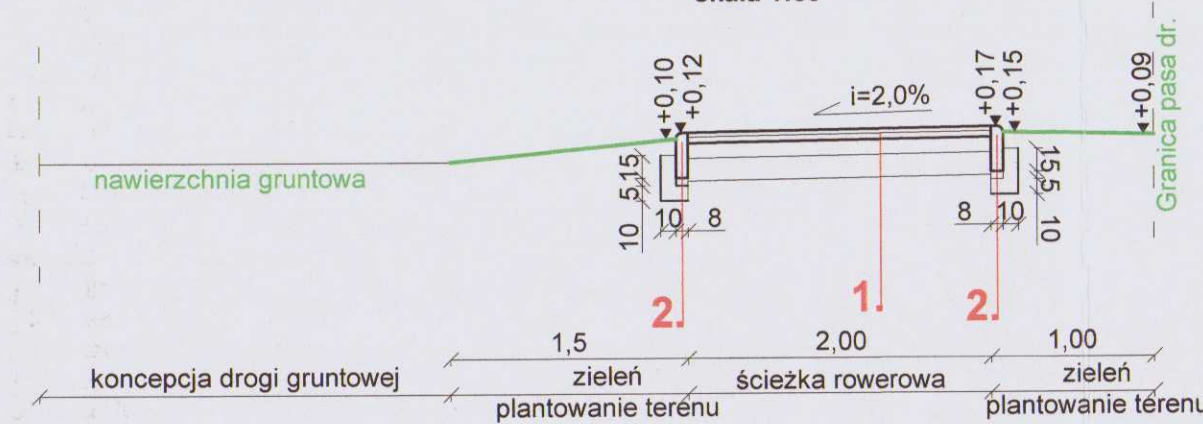 +0,10
+0,12
i=2,0%
+0,17
+0,15
+0,09
Granica pasa dr.
nawierzchnia gruntowa
15
5
10
10
8
8
10
15
5
10
2.
1.
2.
1,5
2,00
1,00
koncepcja drogi gruntowej
zieleń
ścieżka rowerowa
zieleń
plantowanie terenu
plantowanie terenu